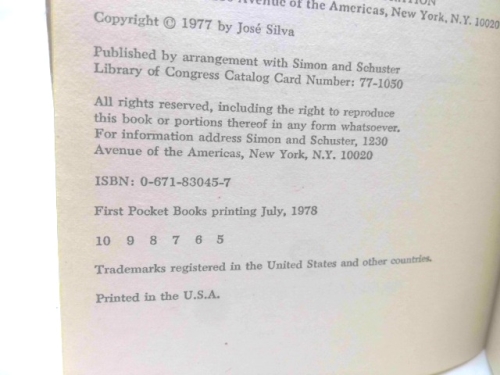 Avenue of the Americas, New York, N.Y. 10020
Copyright © 1977 by José Silva
Published by arrangement with Simon and Schuster
Library of Congress Catalog Card Number: 77-1050
All rights reserved, including the right to reproduce
this book or portions thereof in any form whatsoever.
For information address Simon and Schuster, 1230
Avenue of the Americas, New York, N.Y. 10020
ISBN: 0-671-83045-7
First Pocket Books printing July, 1978
10 9 8 7 6 5
Trademarks registered in the United States and other countries.
Printed in the U.S.A.